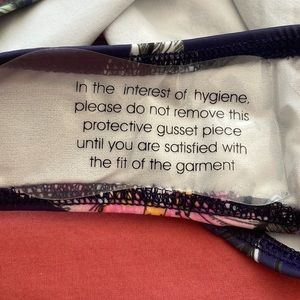 In the interest of hygiene,
please do not remove this
protective gusset piece
until you are satisfied with
the fit of the garment